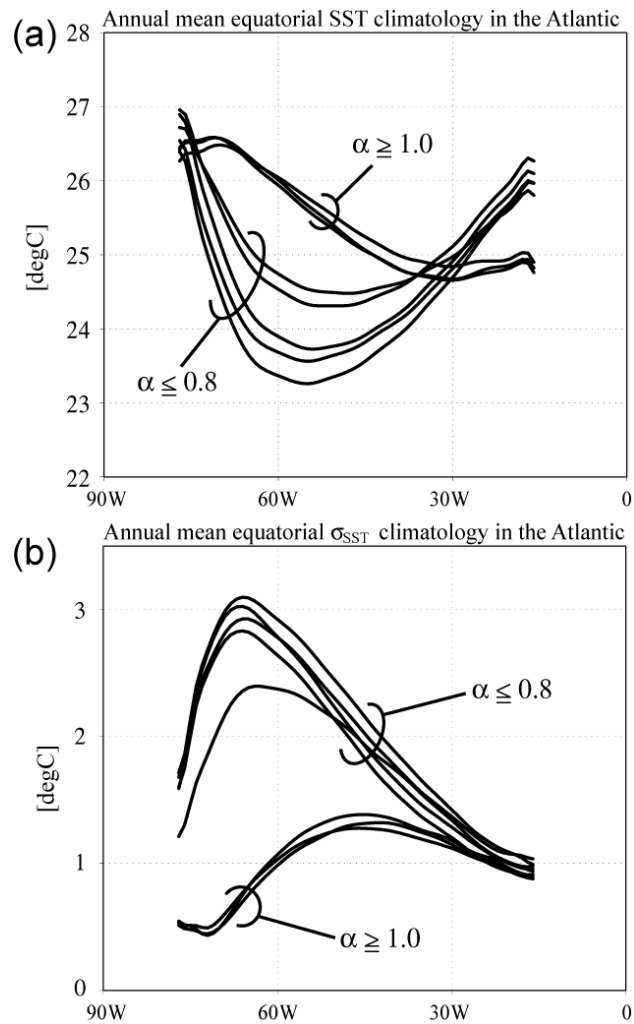 (a) Annual mean equatorial SST climatology in the Atlantic
28
27
26
25
24
23
22
[degC]
α ≧ 1.0
α ≦ 0.8
90W 60W 30W 0
(b) Annual mean equatorial σSST climatology in the Atlantic
3
2
1
0
[degC]
α ≦ 0.8
α ≧ 1.0
90W 60W 30W 0